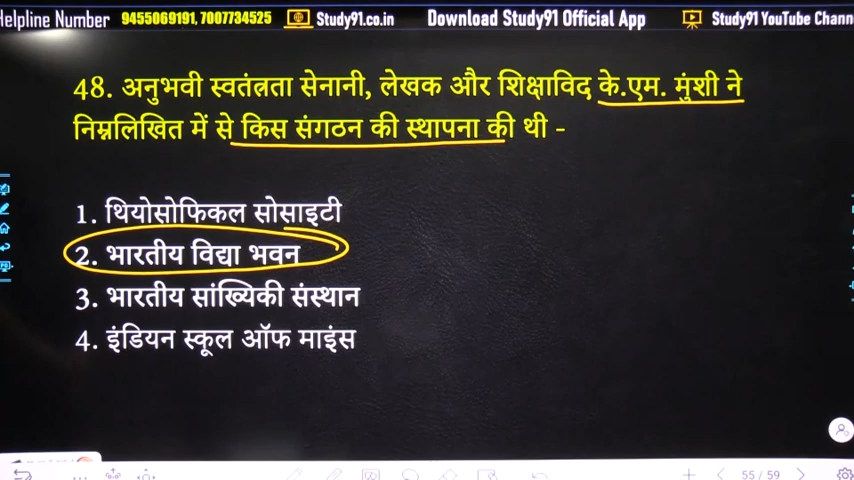 Helpline Number 9455069191, 7007734525 Study91.co.in Download Study91 Official App Study91 YouTube Chann
48. अनुभवी स्वतंत्रता सेनानी, लेखक और शिक्षाविद के.एम. मुंशी ने
निम्नलिखित में से किस संगठन की स्थापना की थी -
1. थियोसोफिकल सोसाइटी
2. भारतीय विद्या भवन
3. भारतीय सांख्यिकी संस्थान
4. इंडियन स्कूल ऑफ माइंस
55 / 59